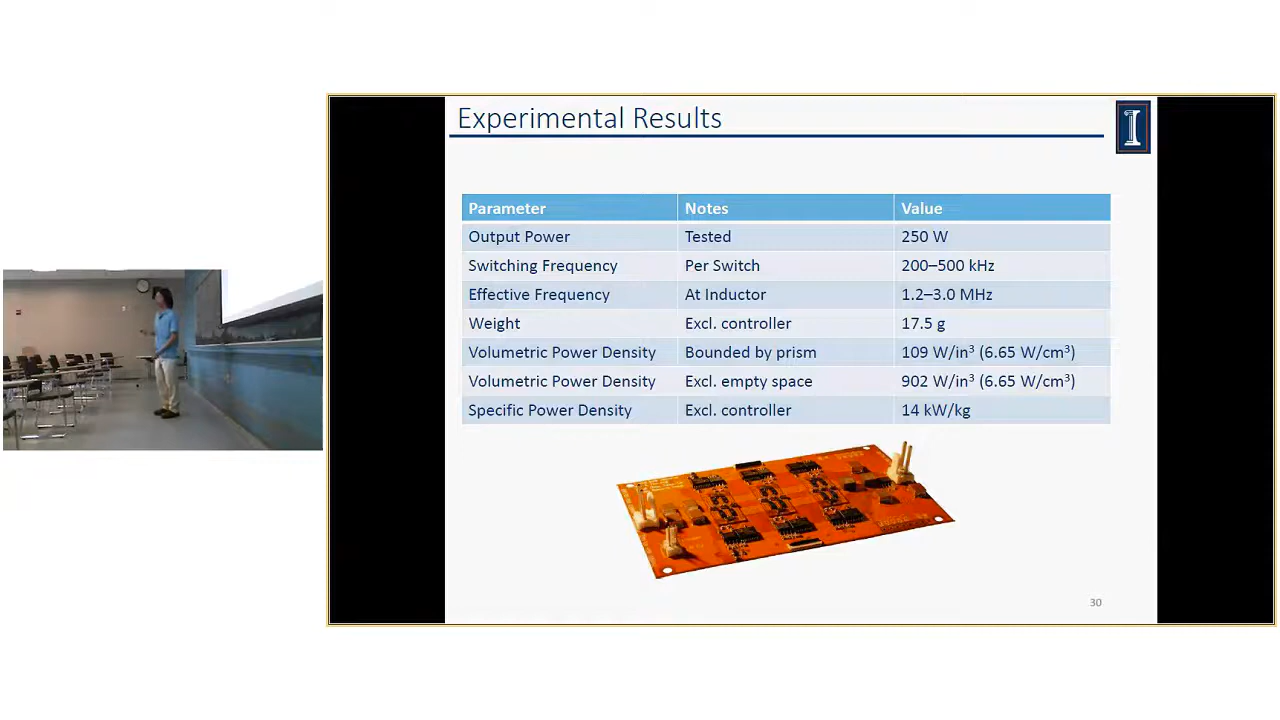 Experimental Results
Parameter Notes Value
Output Power Tested 250 W
Switching Frequency Per Switch 200–500 kHz
Effective Frequency At Inductor 1.2–3.0 MHz
Weight Excl. controller 17.5 g
Volumetric Power Density Bounded by prism 109 W/in³ (6.65 W/cm³)
Volumetric Power Density Excl. empty space 902 W/in³ (6.65 W/cm³)
Specific Power Density Excl. controller 14 kW/kg
30